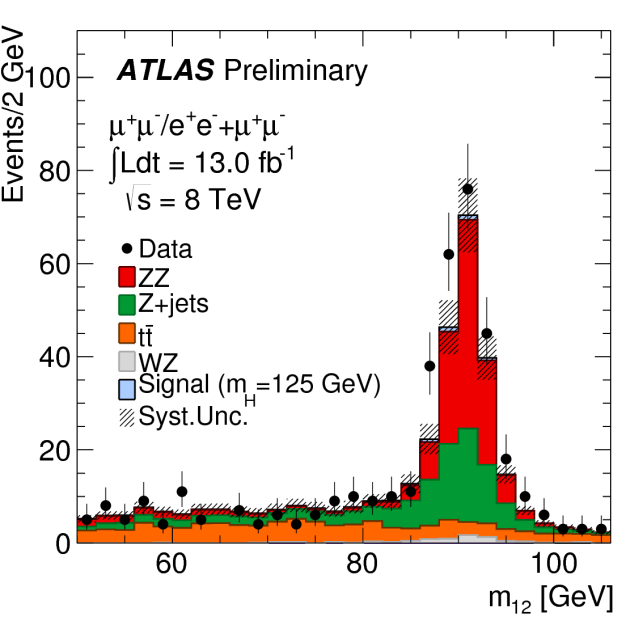 Events/2 GeV
100
80
60
40
20
0
ATLAS Preliminary
μ⁺μ⁻/e⁺e⁻+μ⁺μ⁻
∫Ldt = 13.0 fb⁻¹
√s = 8 TeV
Data
ZZ
Z+jets
tt̄
WZ
Signal (m_H=125 GeV)
Syst.Unc.
60 80 100
m₁₂ [GeV]